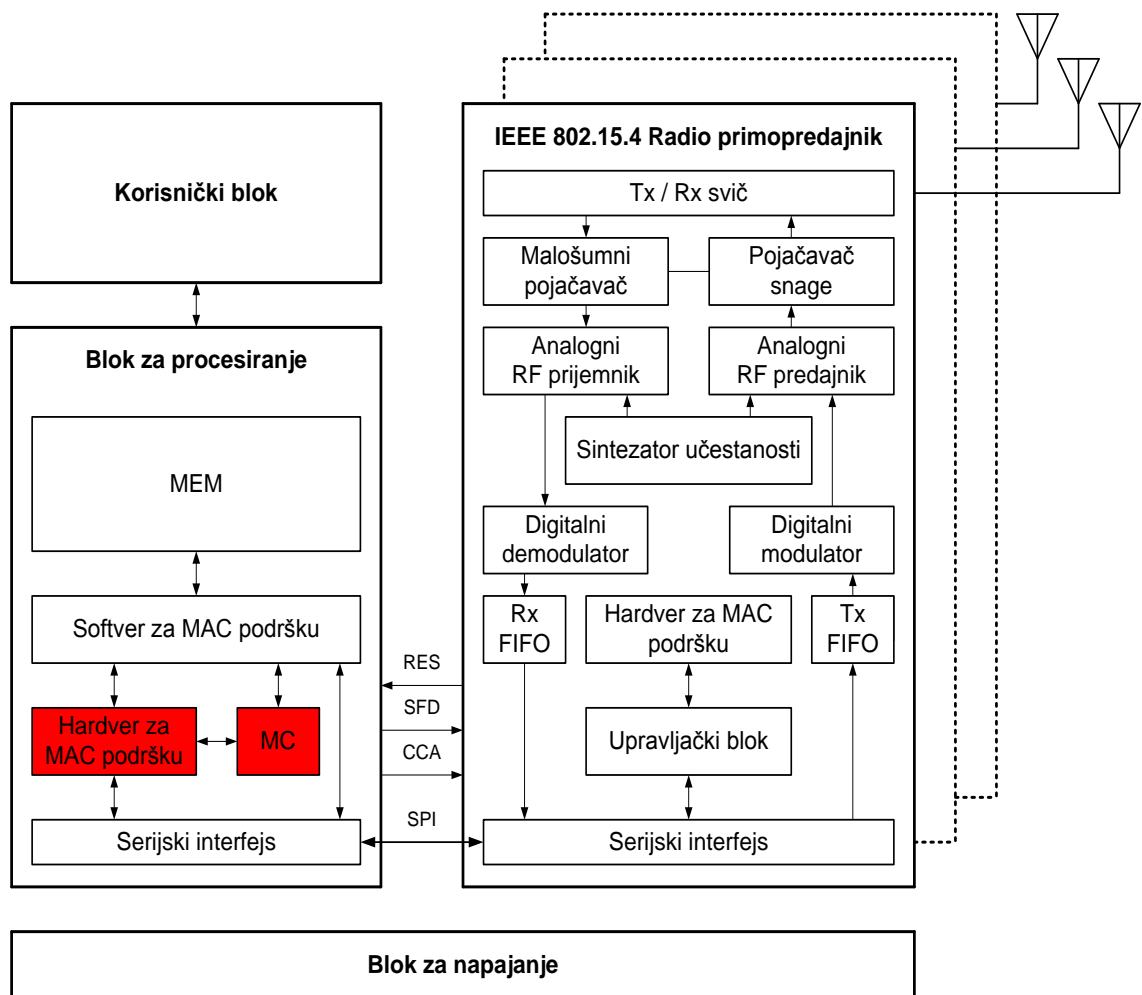 IEEE 802.15.4 Radio primopredajnik
Korisnički blok
Tx / Rx svič
Malošumni
pojačavač
Pojačavač
snage
Blok za procesiranje
Analogni
RF prijemnik
Analogni
RF predajnik
Sintezator učestanosti
MEM
Digitalni
demodulator
Digitalni
modulator
Softver za MAC podršku
Rx
FIFO
Hardver za MAC
podršku
Tx
FIFO
RES
SFD
CCA
SPI
Hardver za
MAC podršku
MC
Upravljački blok
Serijski interfejs
Serijski interfejs
Blok za napajanje